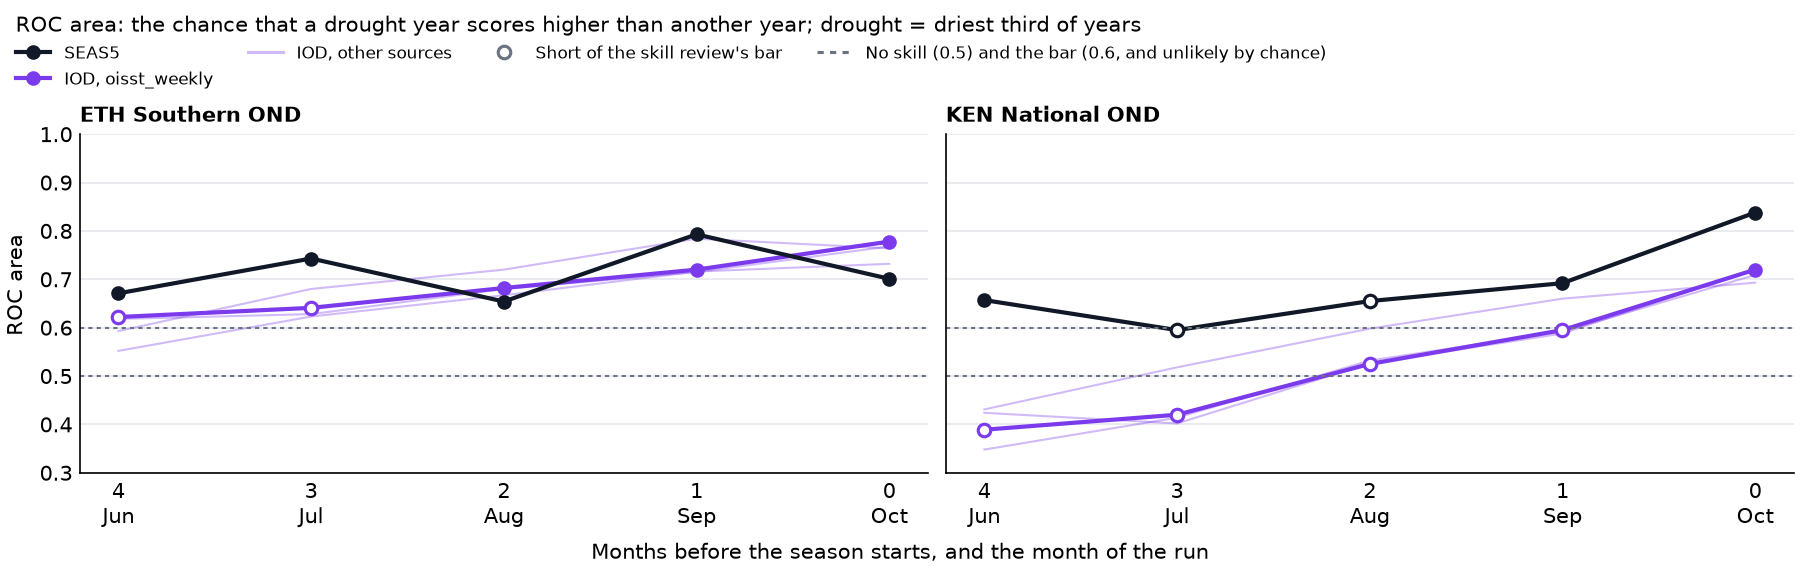 ROC area: the chance that a drought year scores higher than another year; drought = driest third of years
SEAS5
IOD, other sources
Short of the skill review's bar
No skill (0.5) and the bar (0.6, and unlikely by chance)
IOD, oisst_weekly
ETH Southern OND
KEN National OND
ROC area
1.0
0.9
0.8
0.7
0.6
0.5
0.4
0.3
4 3 2 1 0
Jun Jul Aug Sep Oct
4 3 2 1 0
Jun Jul Aug Sep Oct
Months before the season starts, and the month of the run